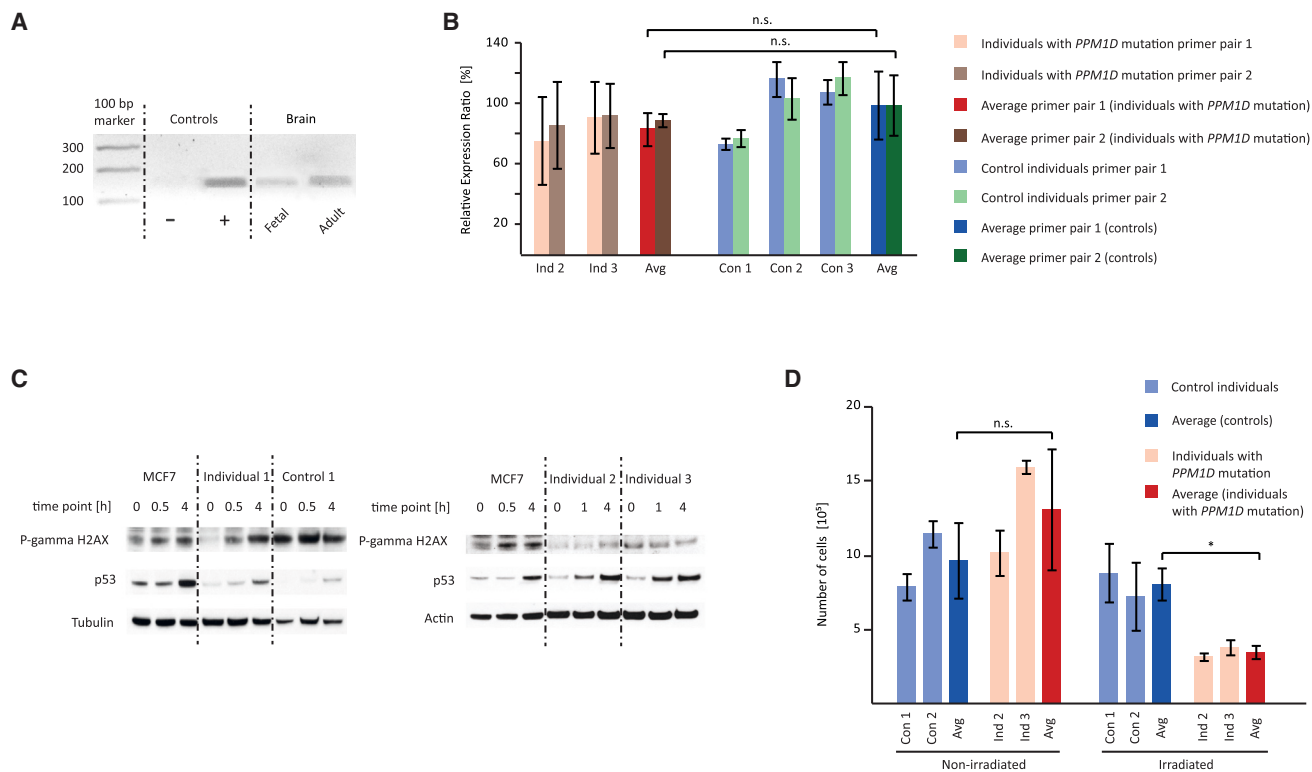 A
100 bp
marker
Controls
Brain
300
200
100
–
+
Fetal
Adult
B
n.s.
n.s.
Relative Expression Ratio [%]
140
100
60
20
Ind 2
Ind 3
Avg
Con 1
Con 2
Con 3
Avg
Individuals with PPM1D mutation primer pair 1
Individuals with PPM1D mutation primer pair 2
Average primer pair 1 (individuals with PPM1D mutation)
Average primer pair 2 (individuals with PPM1D mutation)
Control individuals primer pair 1
Control individuals primer pair 2
Average primer pair 1 (controls)
Average primer pair 2 (controls)
C
MCF7 Individual 1 Control 1
time point [h] 0 0.5 4 0 0.5 4 0 0.5 4
P-gamma H2AX
p53
Tubulin
MCF7 Individual 2 Individual 3
time point [h] 0 0.5 4 0 1 4 0 1 4
P-gamma H2AX
p53
Actin
D
Control individuals
Average (controls)
Individuals with
PPM1D mutation
Average (individuals
with PPM1D mutation)
n.s.
*
Number of cells [10⁵]
20
15
10
5
Con 1
Con 2
Avg
Ind 2
Ind 3
Avg
Con 1
Con 2
Avg
Ind 2
Ind 3
Avg
Non-irradiated
Irradiated